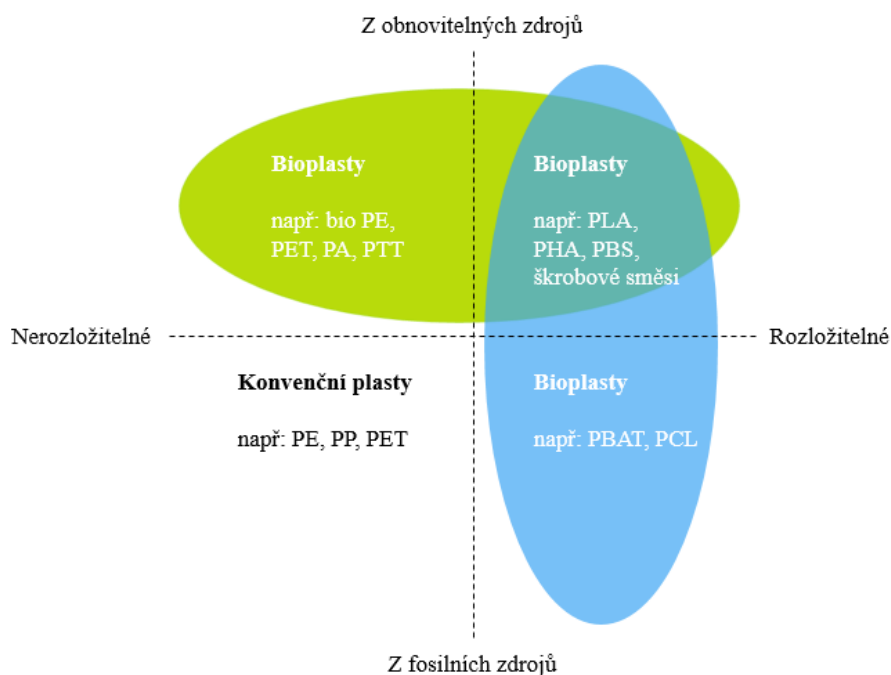 Z obnovitelných zdrojů
Bioplasty
např: bio PE,
PET, PA, PTT
Bioplasty
např: PLA,
PHA, PBS,
škrobové směsi
Nerozložitelné
Rozložitelné
Konvenční plasty
např: PE, PP, PET
Bioplasty
např: PBAT, PCL
Z fosilních zdrojů